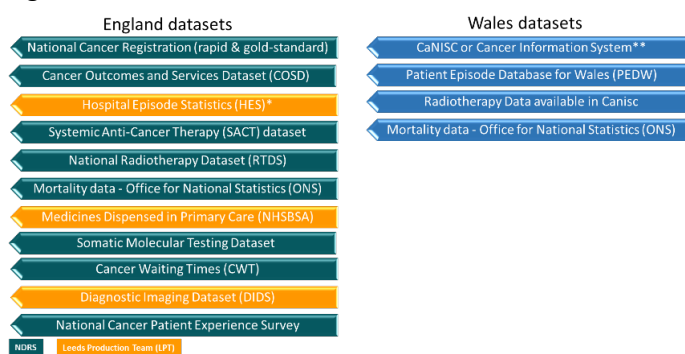 England datasets
National Cancer Registration (rapid & gold-standard)
Cancer Outcomes and Services Dataset (COSD)
Hospital Episode Statistics (HES)*
Systemic Anti-Cancer Therapy (SACT) dataset
National Radiotherapy Dataset (RTDS)
Mortality data - Office for National Statistics (ONS)
Medicines Dispensed in Primary Care (NHSBSA)
Somatic Molecular Testing Dataset
Cancer Waiting Times (CWT)
Diagnostic Imaging Dataset (DIDS)
National Cancer Patient Experience Survey
NDRS
Leeds Production Team (LPT)
Wales datasets
CaNISC or Cancer Information System**
Patient Episode Database for Wales (PEDW)
Radiotherapy Data available in Canisc
Mortality data - Office for National Statistics (ONS)